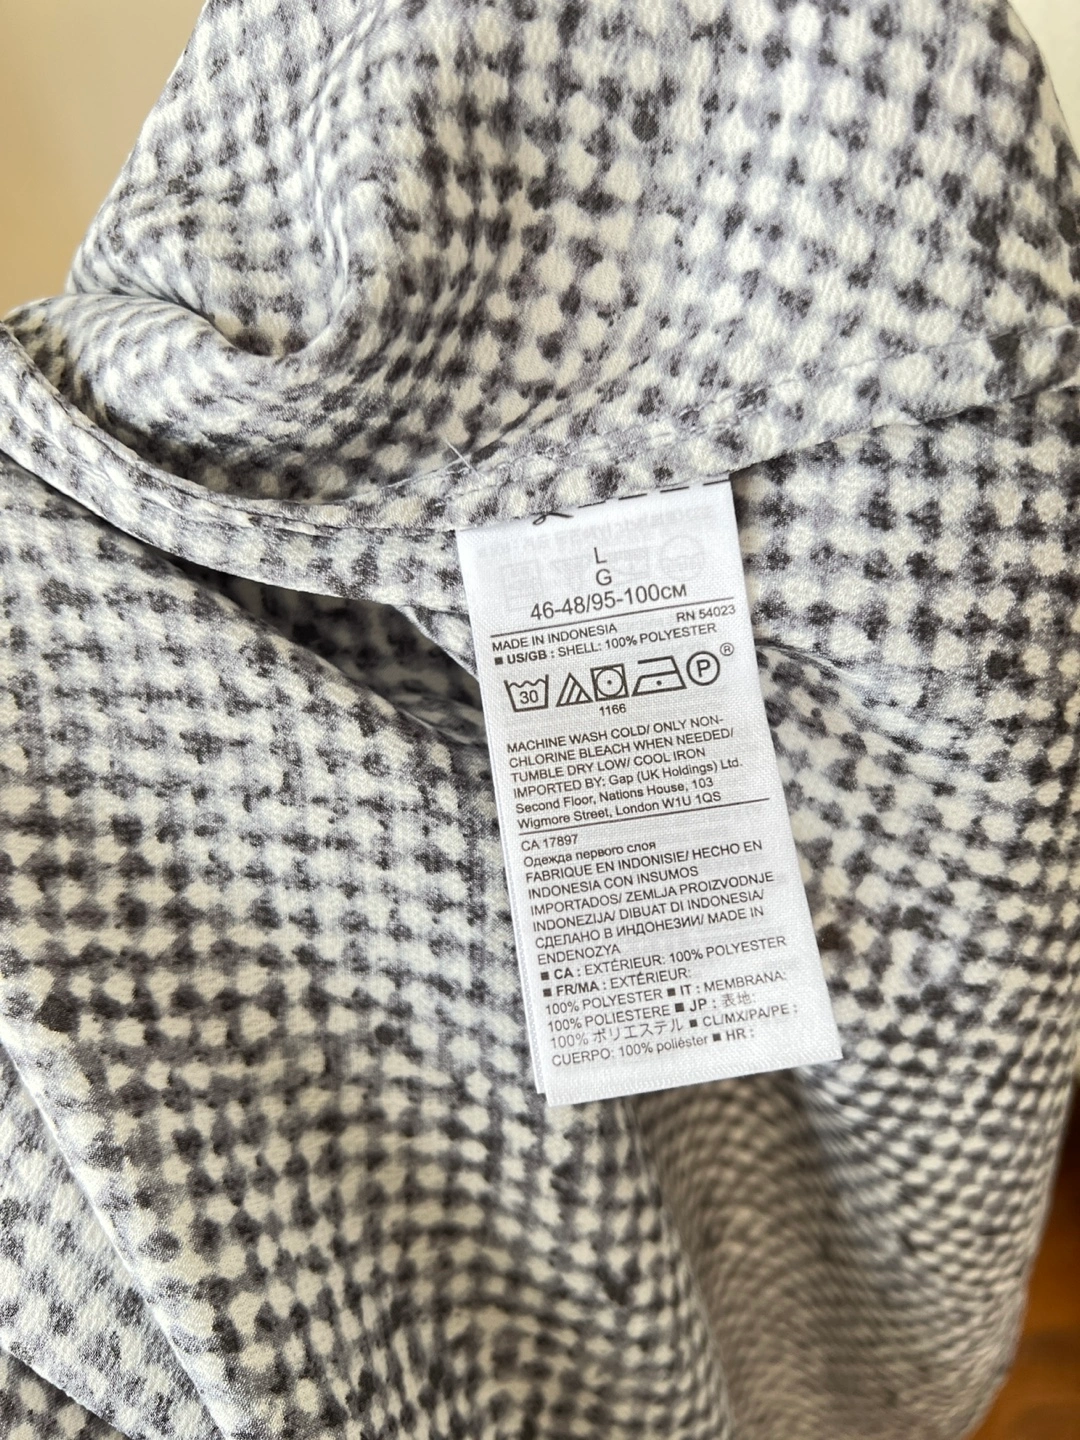 L
G
46-48/95-100CM
RN 54023
MADE IN INDONESIA
■ US/GB : SHELL: 100% POLYESTER
30 P ®
1166
MACHINE WASH COLD/ ONLY NON-
CHLORINE BLEACH WHEN NEEDED/
TUMBLE DRY LOW/ COOL IRON
IMPORTED BY: Gap (UK Holdings) Ltd.
Second Floor, Nations House, 103
Wigmore Street, London W1U 1QS
CA 17897
Одежда первого слоя
FABRIQUE EN INDONISIE/ HECHO EN
INDONESIA CON INSUMOS
IMPORTADOS/ ZEMLJA PROIZVODNJE
INDONEZIJA/ DIBUAT DI INDONESIA/
СДЕЛАНО В ИНДОНЕЗИИ/ MADE IN
ENDENOZYA
■ CA : EXTÉRIEUR: 100% POLYESTER
■ FR/MA : EXTÉRIEUR:
100% POLYESTER ■ IT : MEMBRANA:
100% POLIESTERE ■ JP : 表地:
100% ポリエステル ■ CL/MX/PA/PE :
CUERPO: 100% poliéster ■ HR :